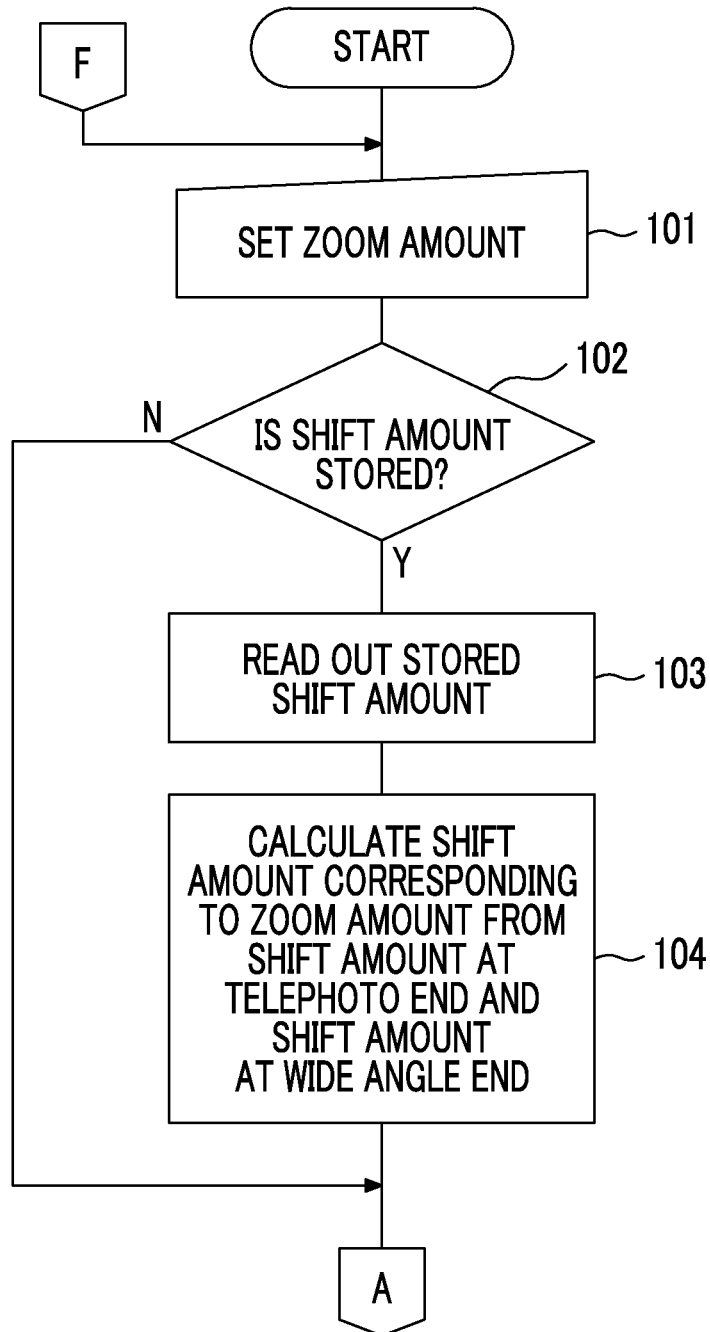 F
START
SET ZOOM AMOUNT
101
102
N
IS SHIFT AMOUNT
STORED?
Y
READ OUT STORED
SHIFT AMOUNT
103
CALCULATE SHIFT
AMOUNT CORRESPONDING
TO ZOOM AMOUNT FROM
SHIFT AMOUNT AT
TELEPHOTO END AND
SHIFT AMOUNT
AT WIDE ANGLE END
104
A